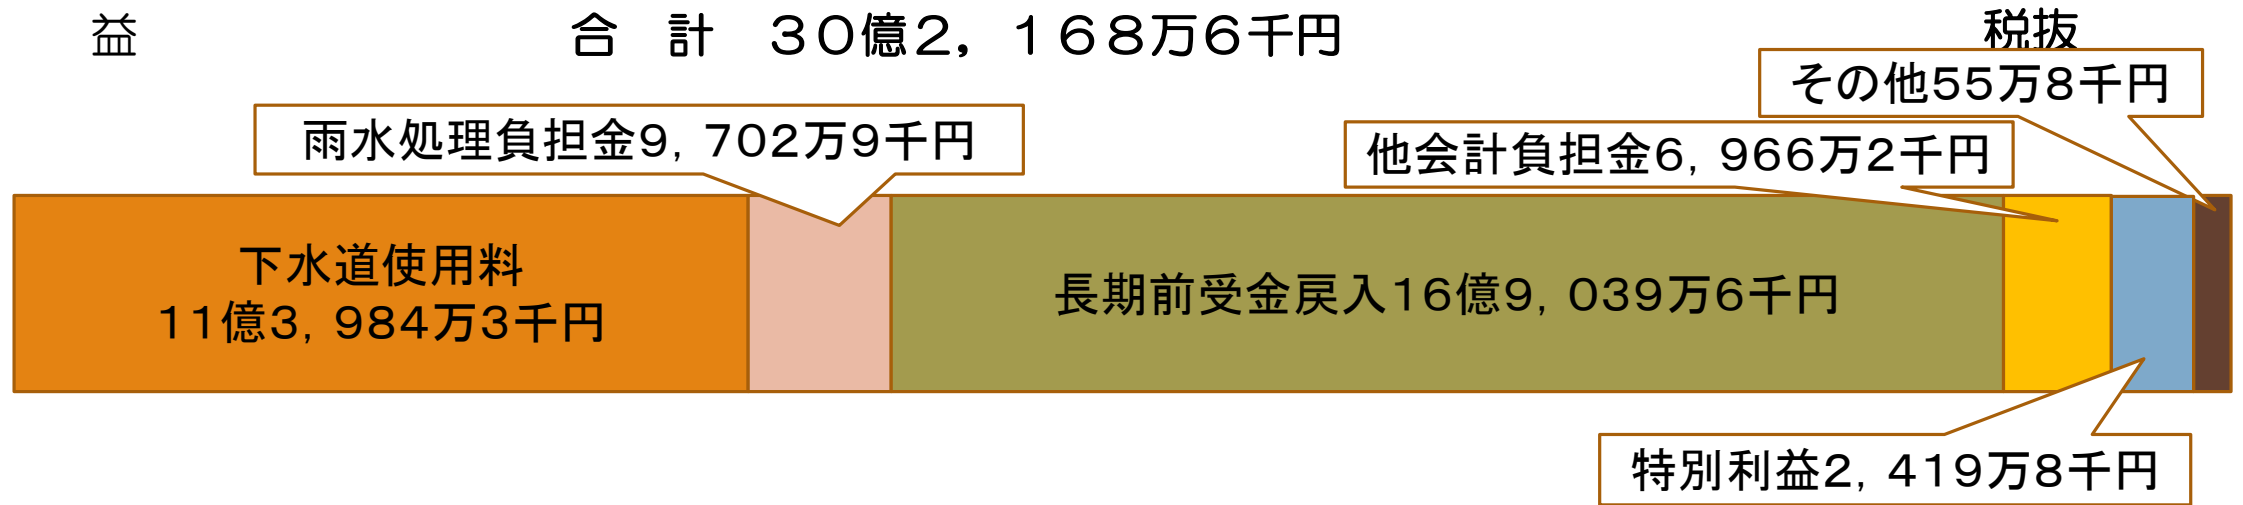 益 合　計　３０億２，１６８万６千円 税抜
その他55万8千円
雨水処理負担金9，702万9千円
他会計負担金6，966万2千円
下水道使用料
11億3，984万3千円
長期前受金戻入16億9，039万6千円
特別利益2，419万8千円